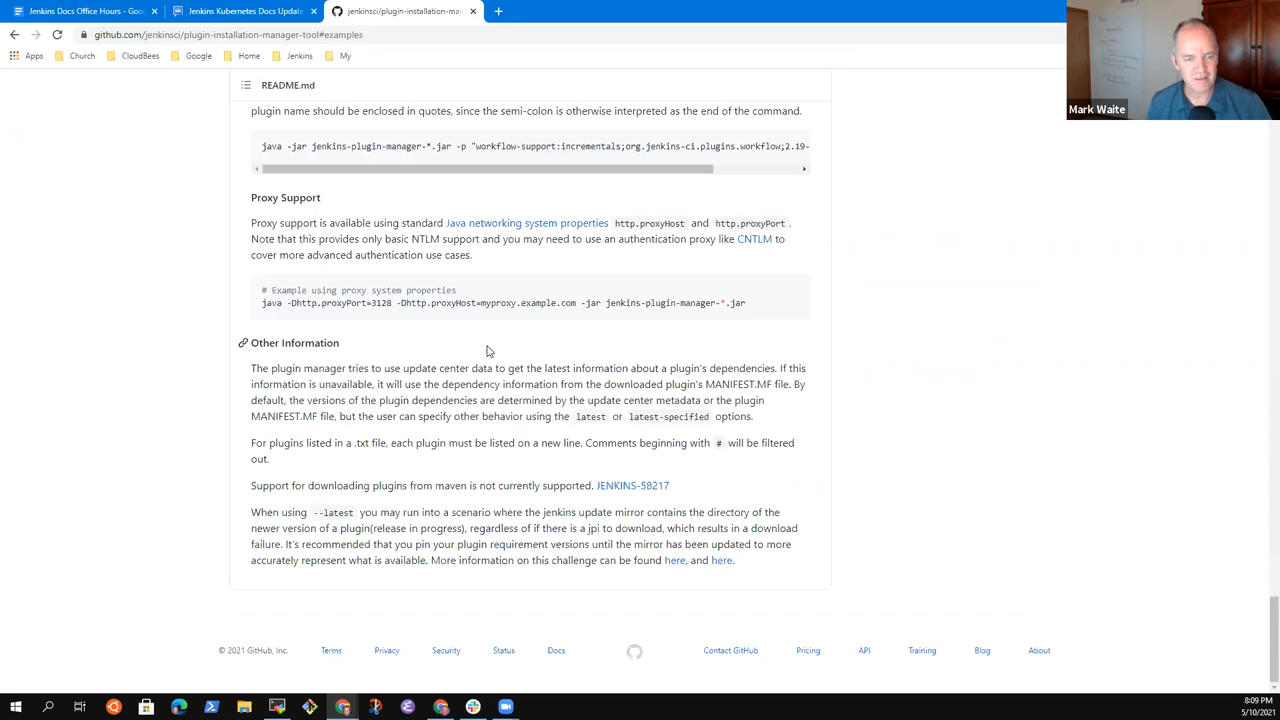 Jenkins Docs Office Hours - Goo
Jenkins Kubernetes Docs Update
jenkinsci/plugin-installation-ma
github.com/jenkinsci/plugin-installation-manager-tool#examples
Apps
Church
CloudBees
Google
Home
Jenkins
My
Mark Waite
README.md
plugin name should be enclosed in quotes, since the semi-colon is otherwise interpreted as the end of the command.
java -jar jenkins-plugin-manager-*.jar -p "workflow-support:incrementals;org.jenkins-ci.plugins.workflow;2.19-
Proxy Support
Proxy support is available using standard Java networking system properties http.proxyHost and http.proxyPort.
Note that this provides only basic NTLM support and you may need to use an authentication proxy like CNTLM to
cover more advanced authentication use cases.
# Example using proxy system properties
java -Dhttp.proxyPort=3128 -Dhttp.proxyHost=myproxy.example.com -jar jenkins-plugin-manager-*.jar
Other Information
The plugin manager tries to use update center data to get the latest information about a plugin's dependencies. If this
information is unavailable, it will use the dependency information from the downloaded plugin's MANIFEST.MF file. By
default, the versions of the plugin dependencies are determined by the update center metadata or the plugin
MANIFEST.MF file, but the user can specify other behavior using the latest or latest-specified options.
For plugins listed in a .txt file, each plugin must be listed on a new line. Comments beginning with # will be filtered
out.
Support for downloading plugins from maven is not currently supported. JENKINS-58217
When using --latest you may run into a scenario where the jenkins update mirror contains the directory of the
newer version of a plugin(release in progress), regardless of if there is a jpi to download, which results in a download
failure. It's recommended that you pin your plugin requirement versions until the mirror has been updated to more
accurately represent what is available. More information on this challenge can be found here, and here.
© 2021 GitHub, Inc.
Terms
Privacy
Security
Status
Docs
Contact GitHub
Pricing
API
Training
Blog
About
8:09 PM
5/10/2021